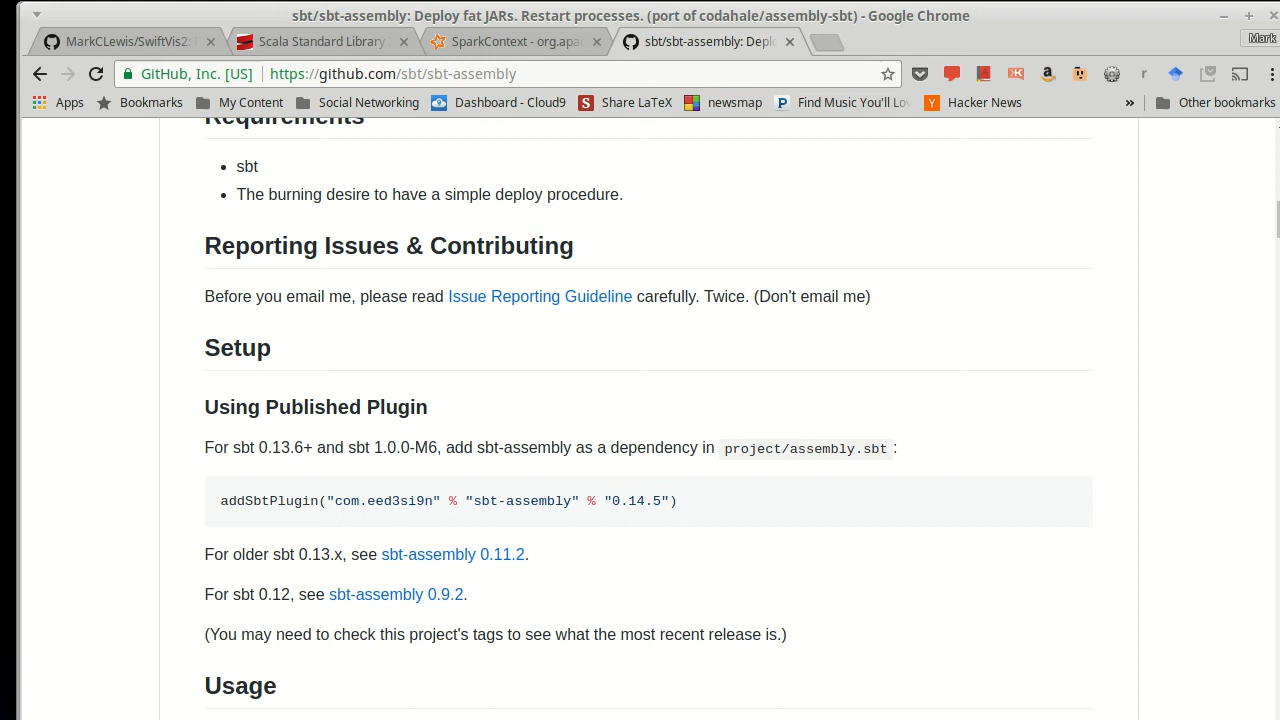 sbt/sbt-assembly: Deploy fat JARs. Restart processes. (port of codahale/assembly-sbt) - Google Chrome
MarkCLewis/SwiftVis2: Scala Standard Library SparkContext - org.apac sbt/sbt-assembly: Depl Mark
GitHub, Inc. [US] https://github.com/sbt/sbt-assembly
Apps Bookmarks My Content Social Networking Dashboard - Cloud9 Share LaTeX newsmap Find Music You'll Lo Hacker News » Other bookmarks
Requirements
• sbt
• The burning desire to have a simple deploy procedure.
Reporting Issues & Contributing
Before you email me, please read Issue Reporting Guideline carefully. Twice. (Don't email me)
Setup
Using Published Plugin
For sbt 0.13.6+ and sbt 1.0.0-M6, add sbt-assembly as a dependency in project/assembly.sbt:
addSbtPlugin("com.eed3si9n" % "sbt-assembly" % "0.14.5")
For older sbt 0.13.x, see sbt-assembly 0.11.2.
For sbt 0.12, see sbt-assembly 0.9.2.
(You may need to check this project's tags to see what the most recent release is.)
Usage